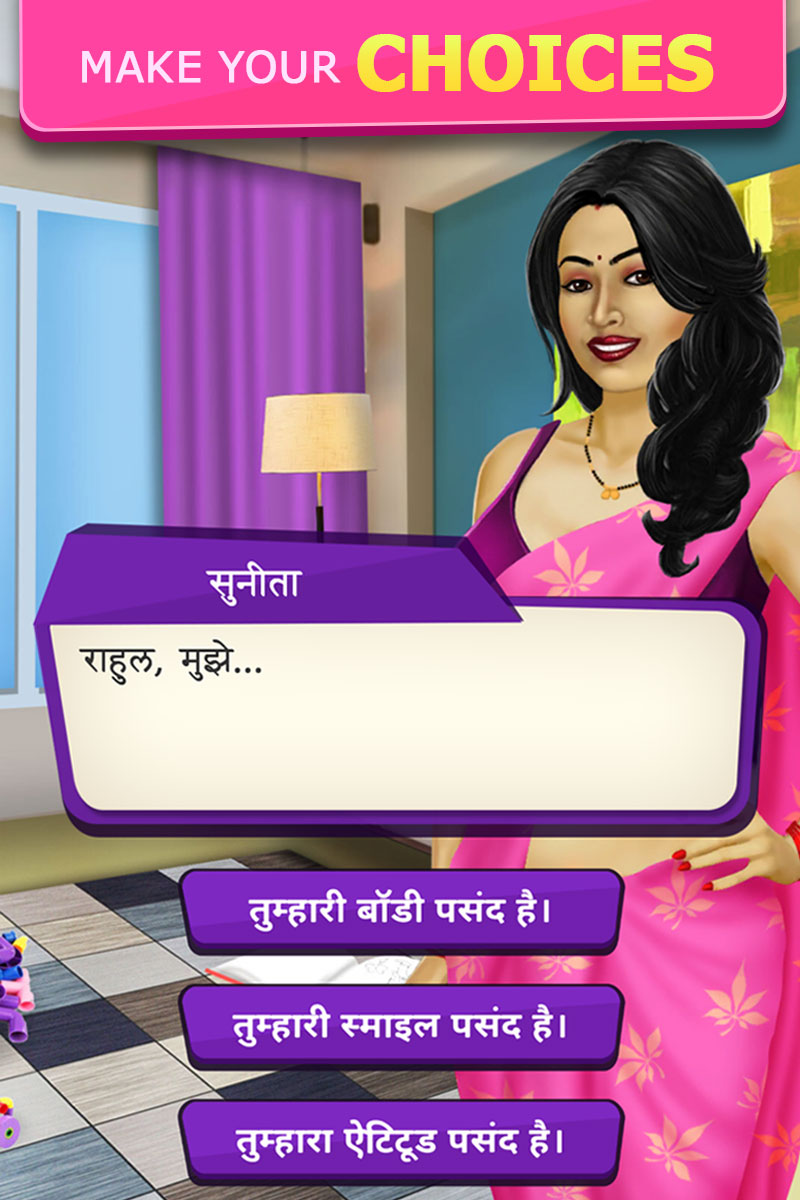 MAKE YOUR CHOICES
सुनीता
राहुल, मुझे...
तुम्हारी बॉडी पसंद है।
तुम्हारी स्माइल पसंद है।
तुम्हारा ऐटिटूड पसंद है।